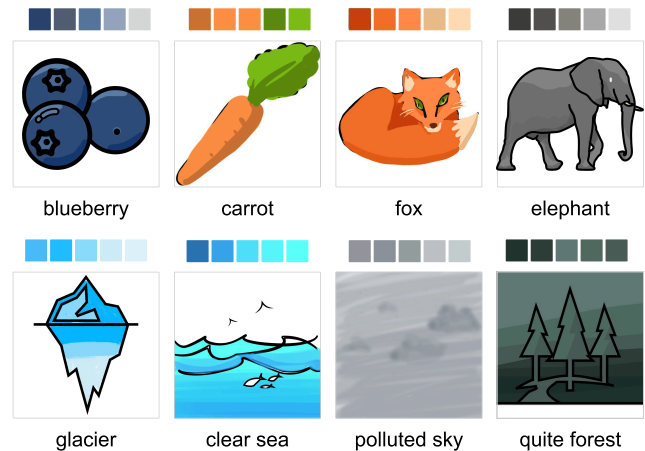 blueberry
carrot
fox
elephant
glacier
clear sea
polluted sky
quite forest